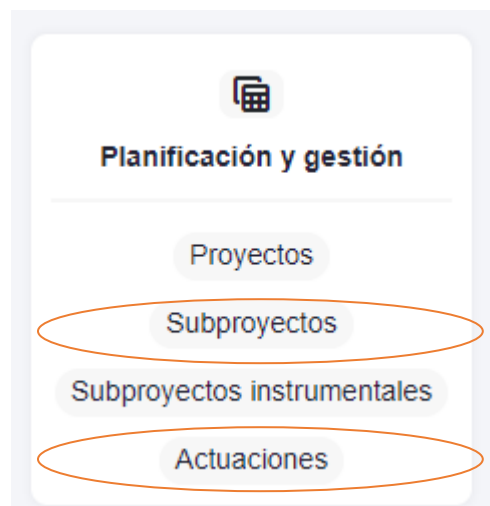 Planificación y gestión
Proyectos
Subproyectos
Subproyectos instrumentales
Actuaciones